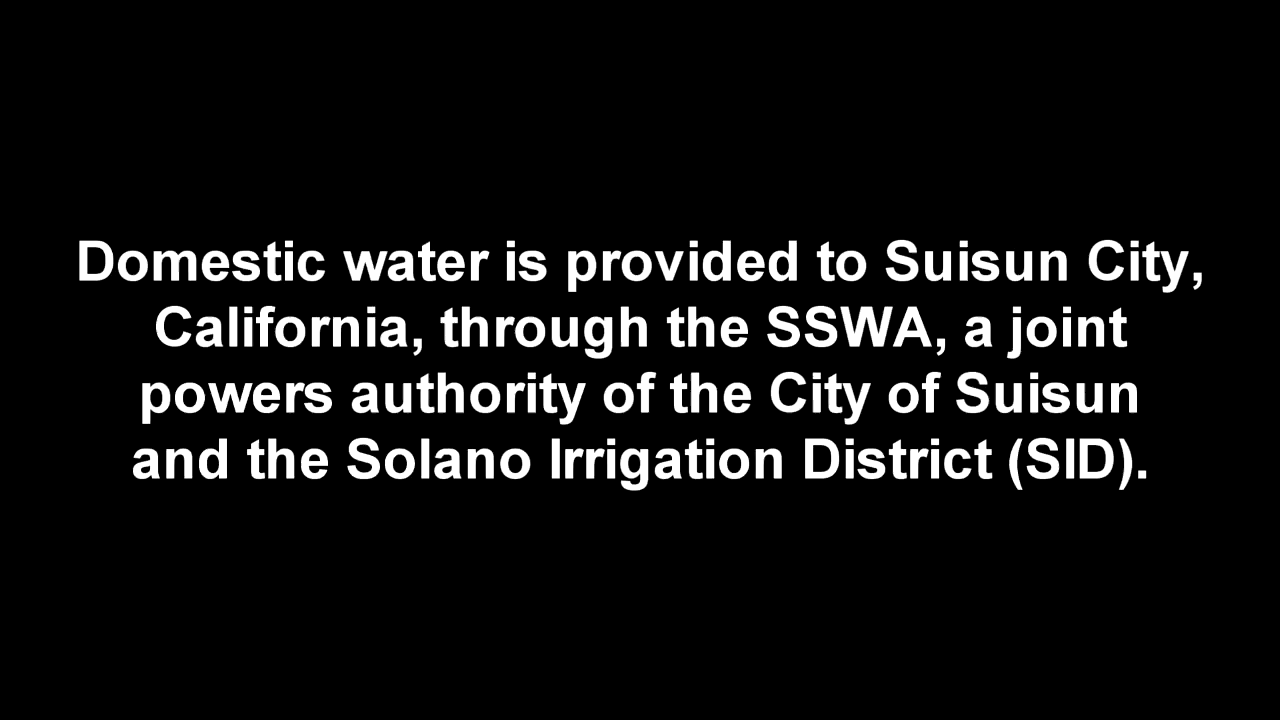 Domestic water is provided to Suisun City,
California, through the SSWA, a joint
powers authority of the City of Suisun
and the Solano Irrigation District (SID).